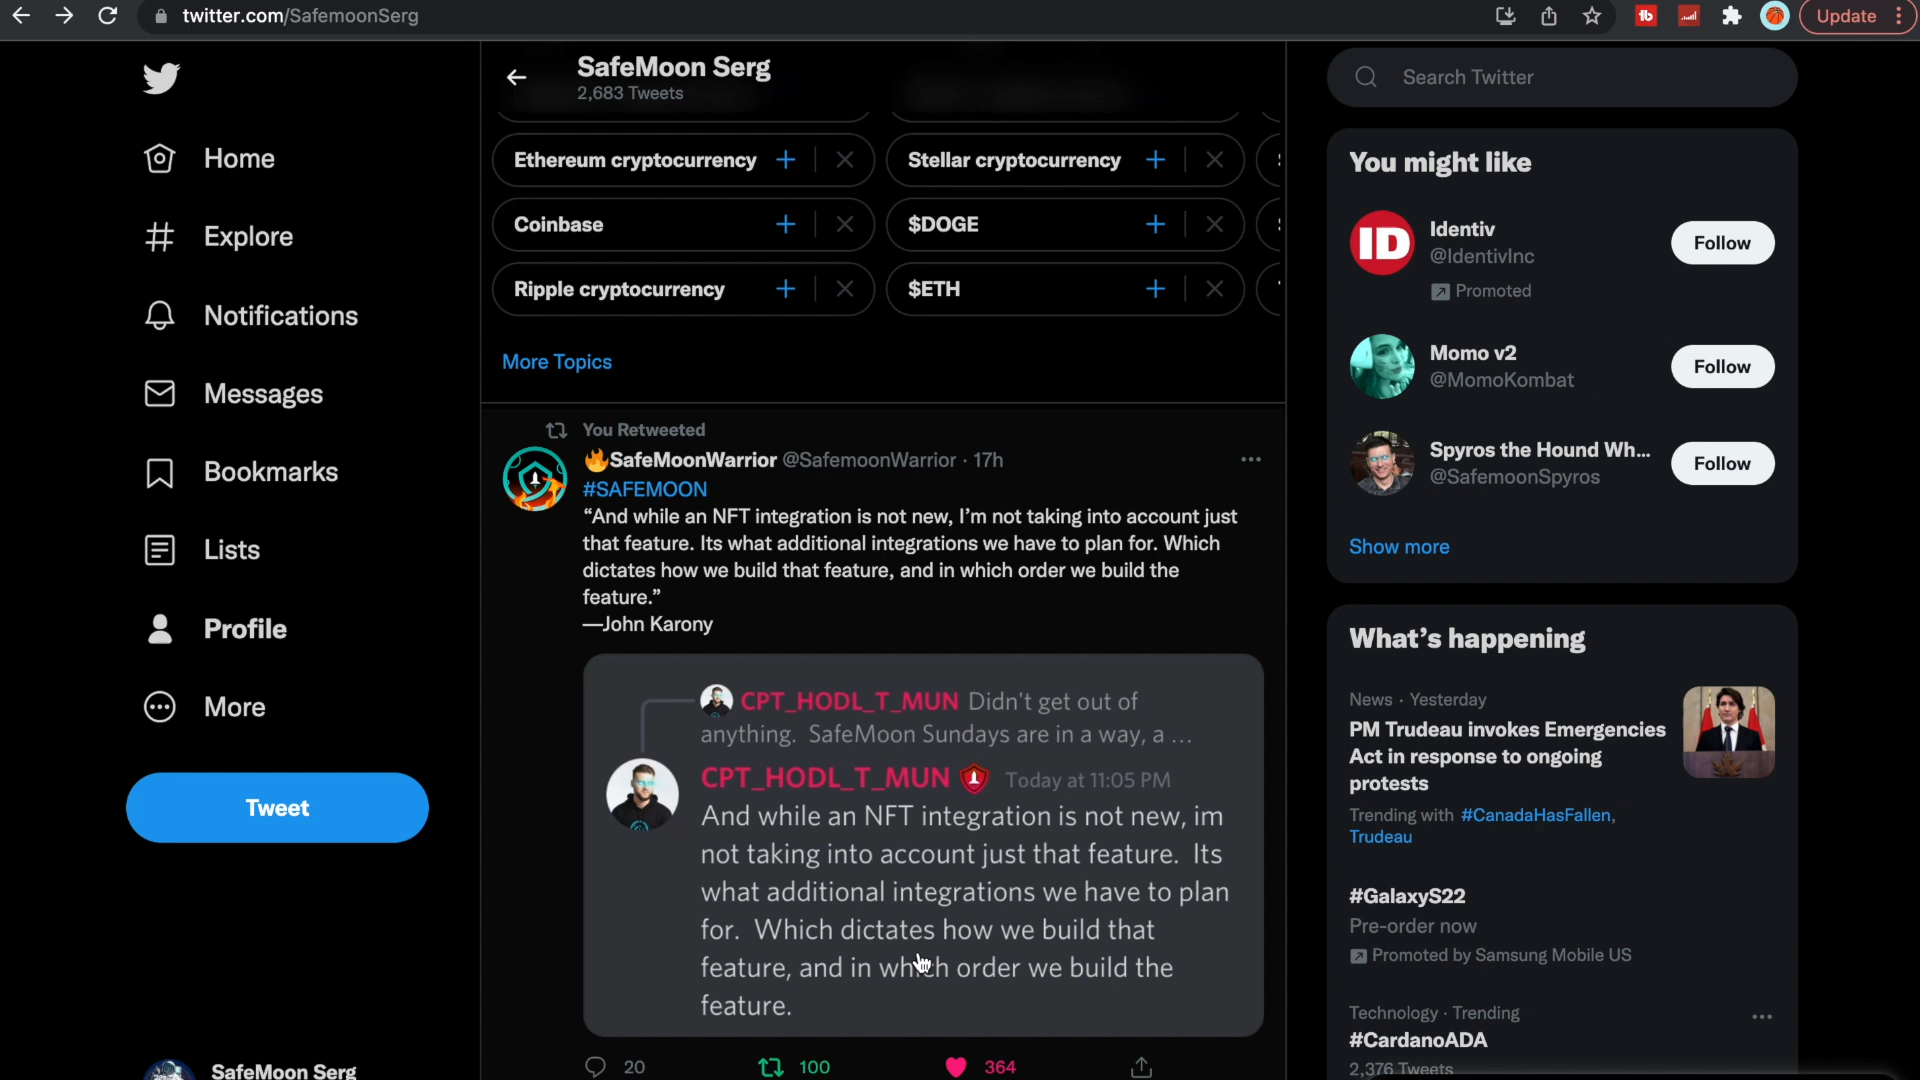 twitter.com/SafemoonSerg
Update
Home
Explore
Notifications
Messages
Bookmarks
Lists
Profile
More
Tweet
SafeMoon Serg
SafeMoon Serg
2,683 Tweets
Ethereum cryptocurrency
Stellar cryptocurrency
Coinbase
$DOGE
Ripple cryptocurrency
$ETH
More Topics
You Retweeted
🔥SafeMoonWarrior @SafemoonWarrior · 17h
#SAFEMOON
“And while an NFT integration is not new, I’m not taking into account just
that feature. Its what additional integrations we have to plan for. Which
dictates how we build that feature, and in which order we build the
feature.”
—John Karony
CPT_HODL_T_MUN Didn't get out of
anything. SafeMoon Sundays are in a way, a ...
CPT_HODL_T_MUN Today at 11:05 PM
And while an NFT integration is not new, im
not taking into account just that feature. Its
what additional integrations we have to plan
for. Which dictates how we build that
feature, and in which order we build the
feature.
20
100
364
Search Twitter
You might like
ID
Identiv
@IdentivInc
Promoted
Follow
Momo v2
@MomoKombat
Follow
Spyros the Hound Wh...
@SafemoonSpyros
Follow
Show more
What’s happening
News · Yesterday
PM Trudeau invokes Emergencies
Act in response to ongoing
protests
Trending with #CanadaHasFallen,
Trudeau
#GalaxyS22
Pre-order now
Promoted by Samsung Mobile US
Technology · Trending
#CardanoADA
2,376 Tweets